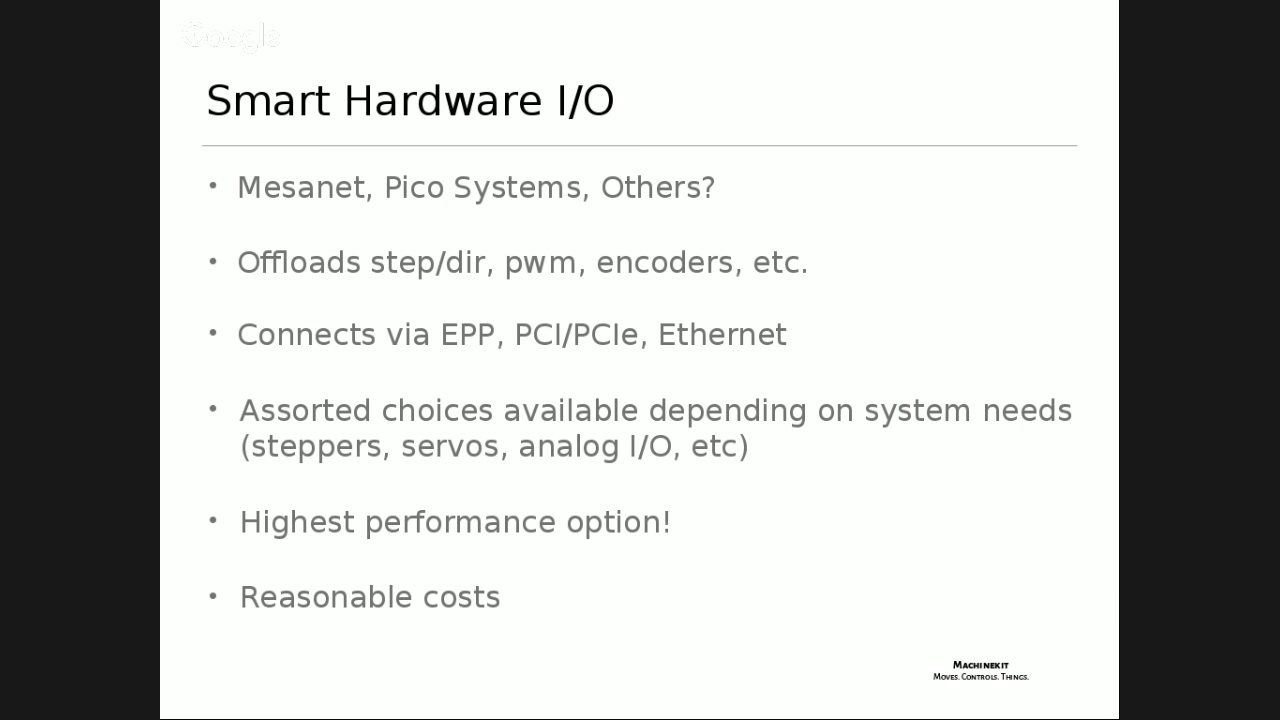 Google
Smart Hardware I/O
• Mesanet, Pico Systems, Others?
• Offloads step/dir, pwm, encoders, etc.
• Connects via EPP, PCI/PCIe, Ethernet
• Assorted choices available depending on system needs
(steppers, servos, analog I/O, etc)
• Highest performance option!
• Reasonable costs
Machinekit
Moves. Controls. Things.